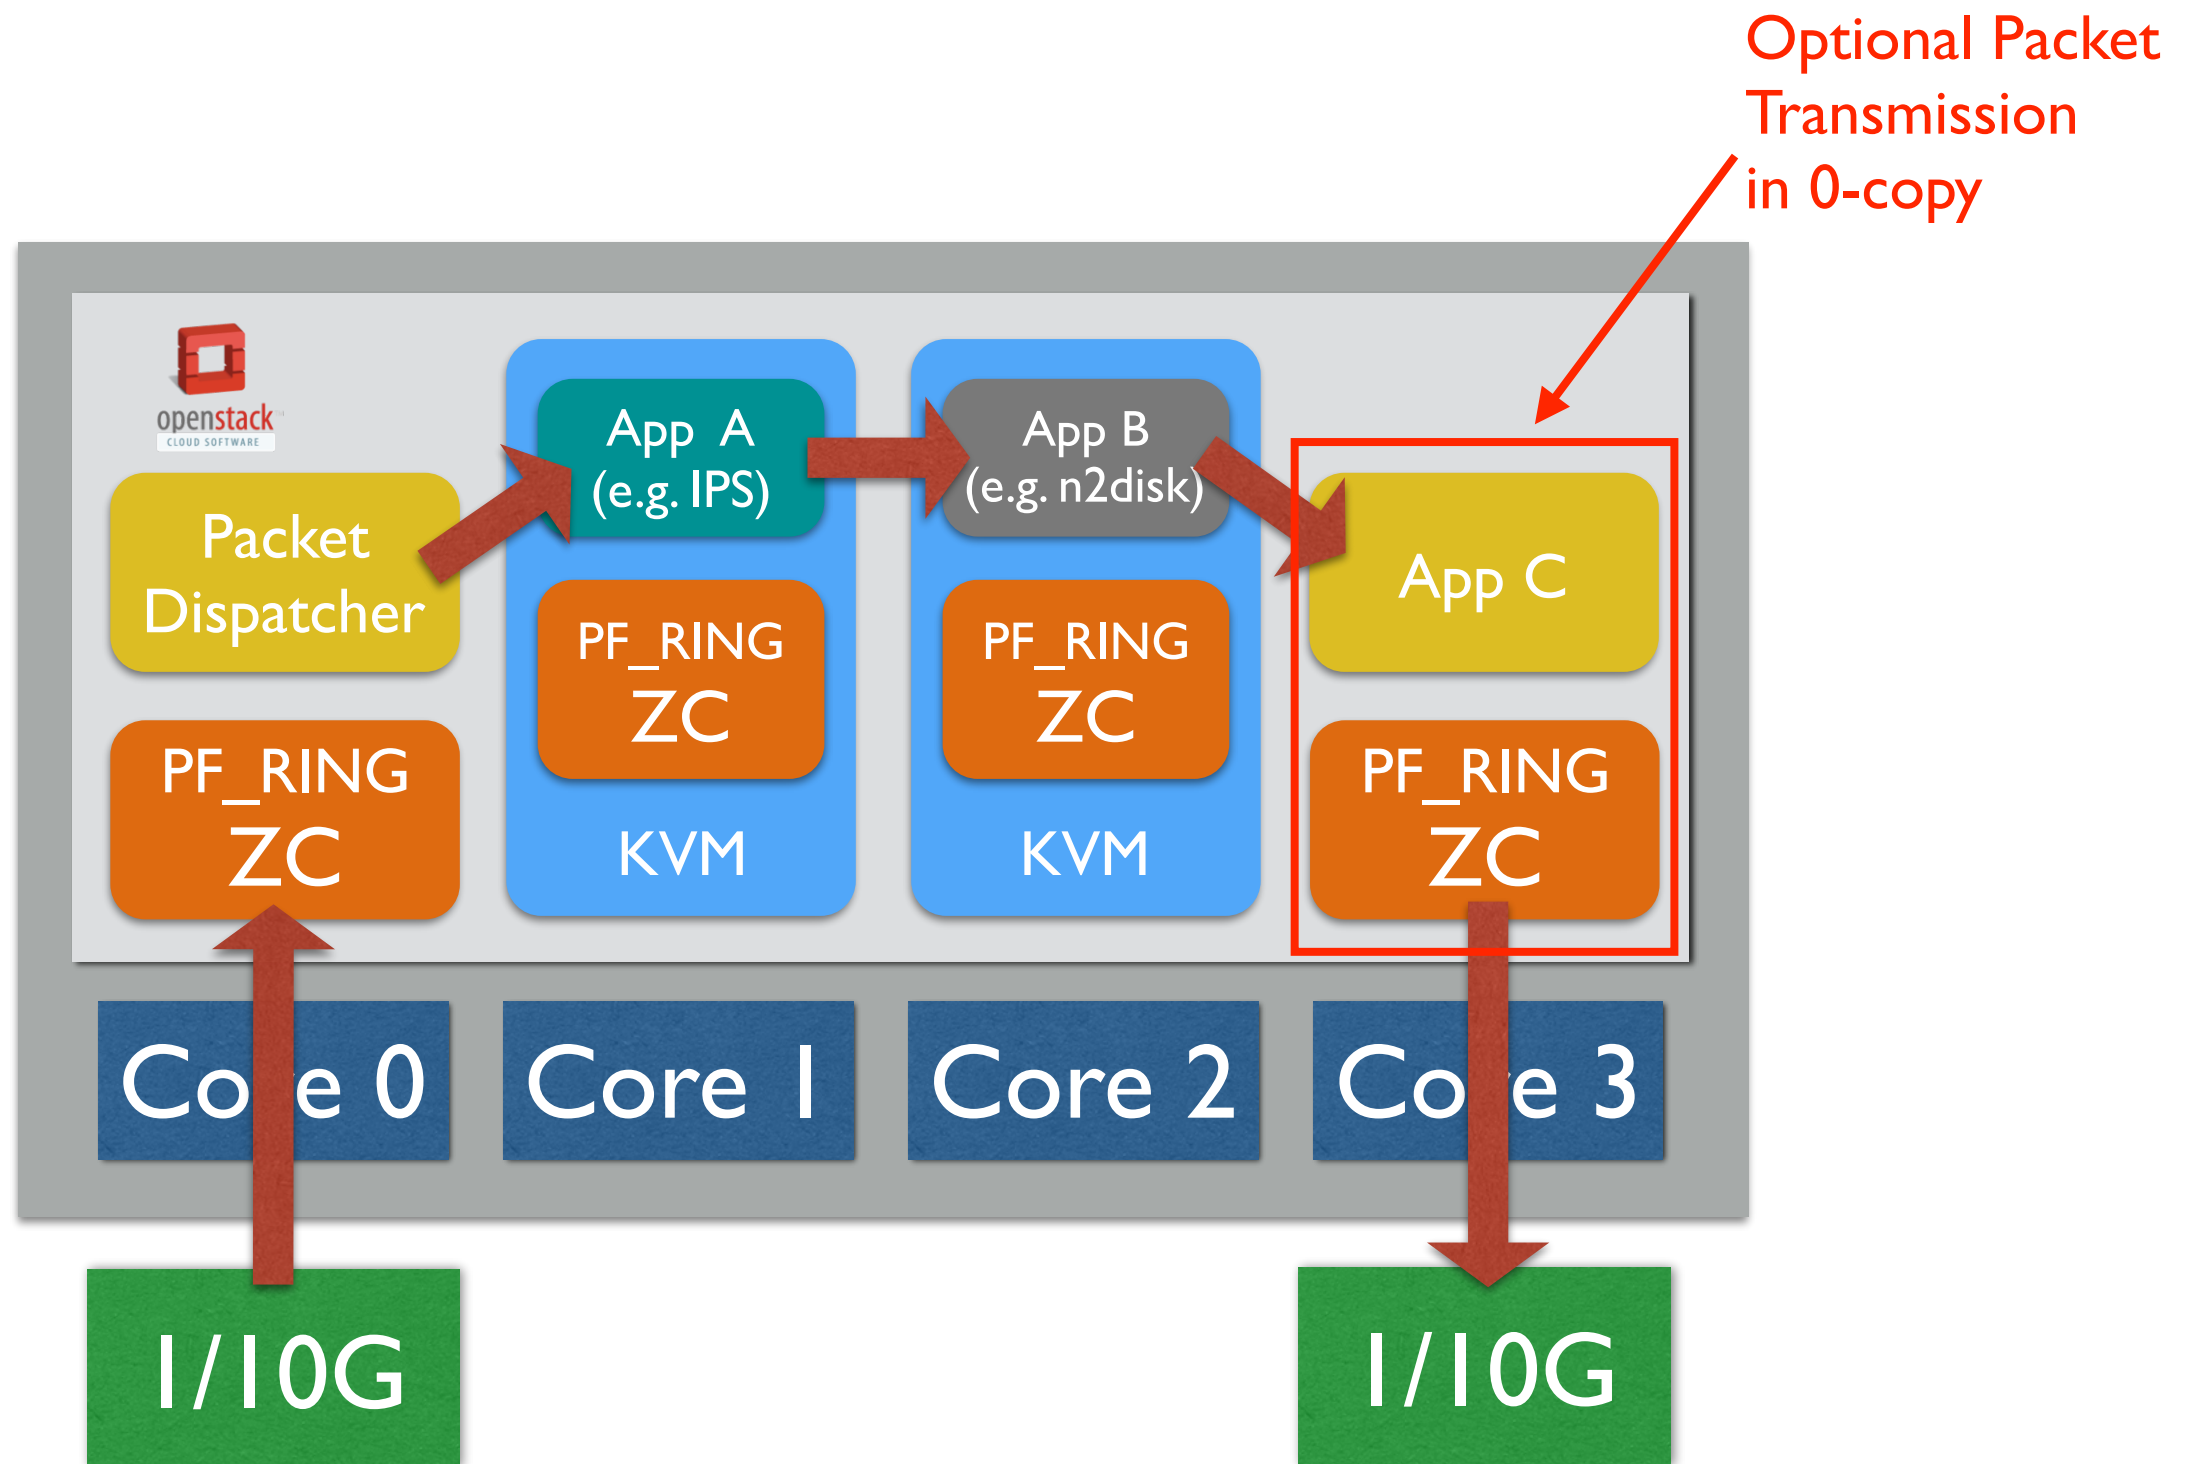 Optional Packet
Transmission
in 0-copy
openstack™
CLOUD SOFTWARE
Packet
Dispatcher
PF_RING
ZC
App A
(e.g. IPS)
PF_RING
ZC
KVM
App B
(e.g. n2disk)
PF_RING
ZC
KVM
App C
PF_RING
ZC
Core 0
Core 1
Core 2
Core 3
1/10G
1/10G